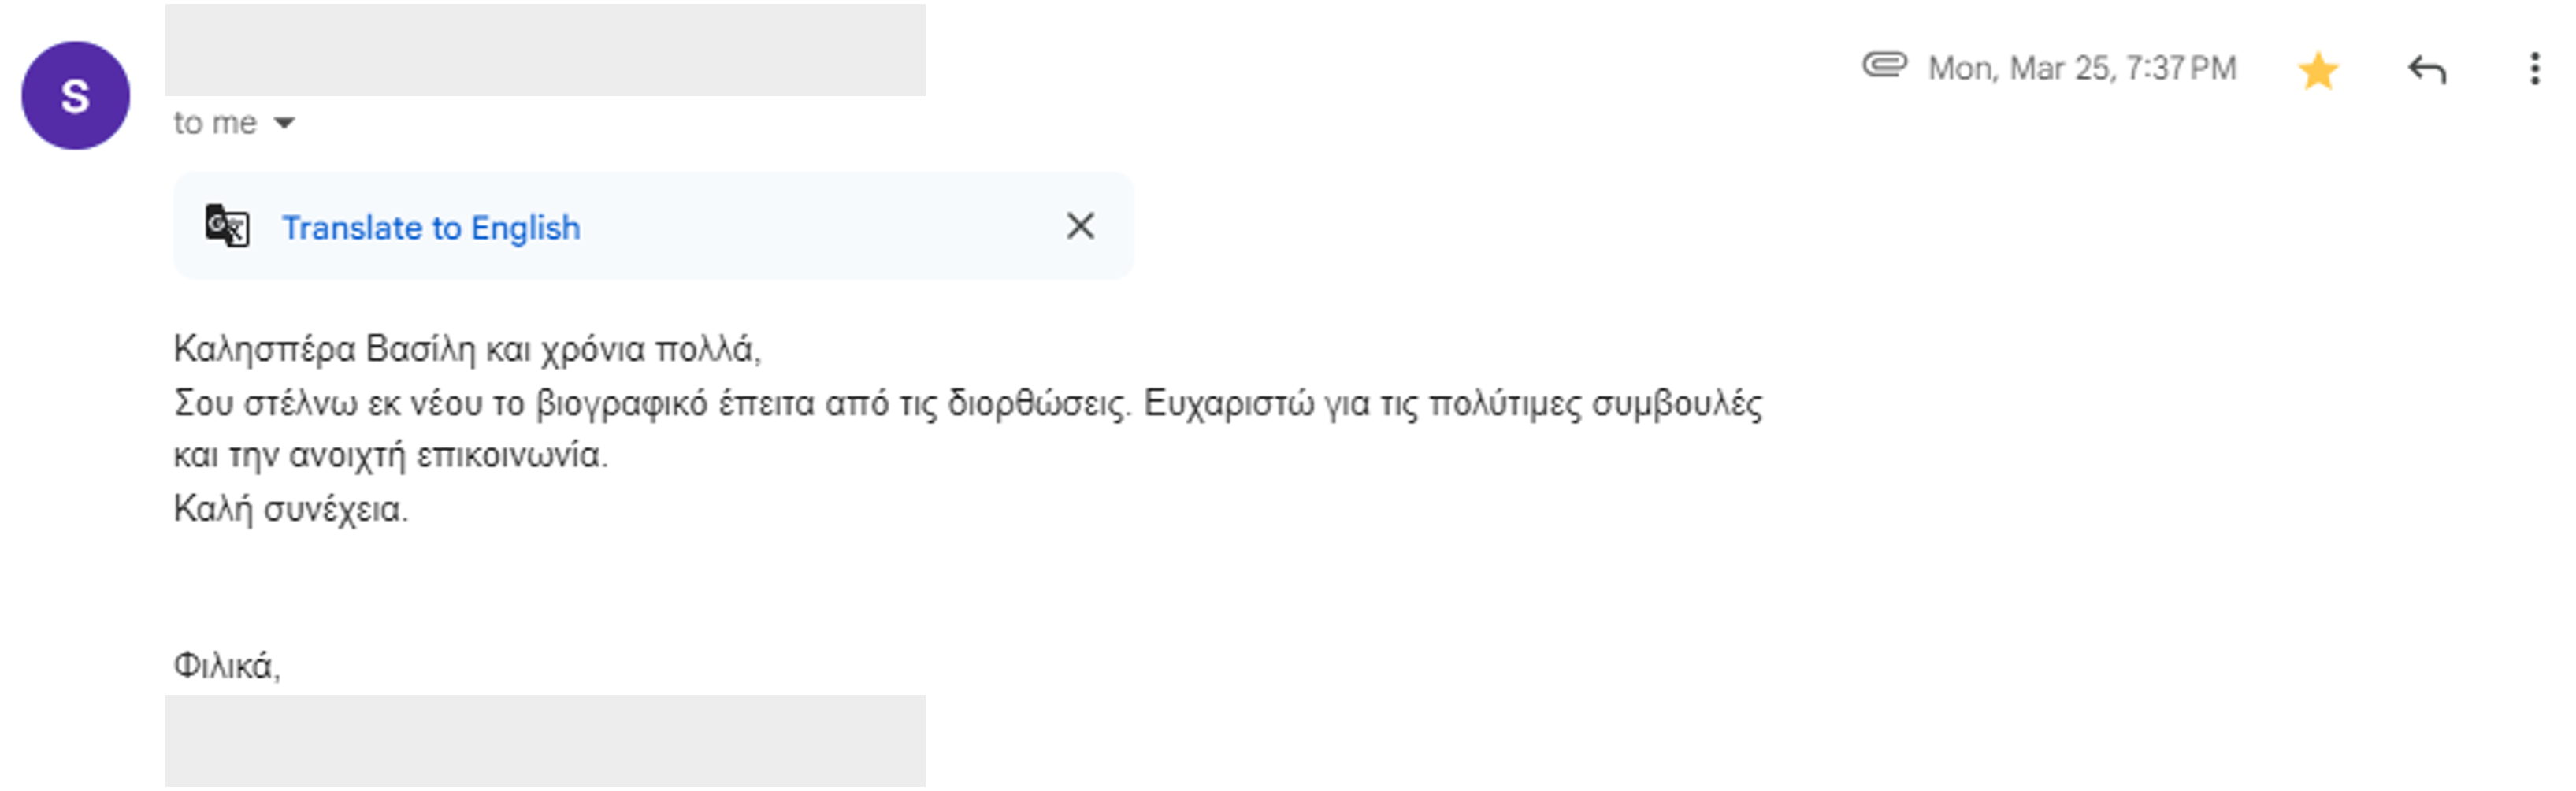 S
Mon, Mar 25, 7:37 PM
to me
Translate to English
Καλησπέρα Βασίλη και χρόνια πολλά,
Σου στέλνω εκ νέου το βιογραφικό έπειτα από τις διορθώσεις. Ευχαριστώ για τις πολύτιμες συμβουλές
και την ανοιχτή επικοινωνία.
Καλή συνέχεια.
Φιλικά,